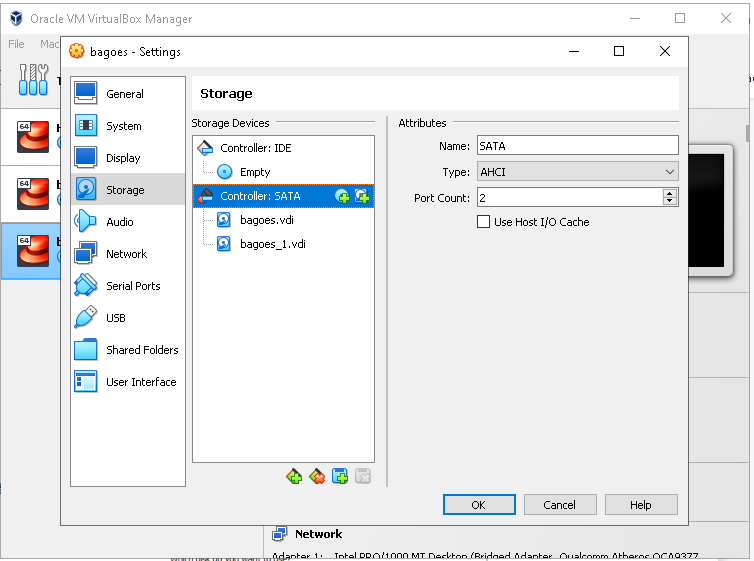 Oracle VM VirtualBox Manager
File
Mac
bagoes - Settings
General
System
Display
Storage
Audio
Network
Serial Ports
USB
Shared Folders
User Interface
Storage
Storage Devices
Controller: IDE
Empty
Controller: SATA
bagoes.vdi
bagoes_1.vdi
Attributes
Name: SATA
Type: AHCI
Port Count: 2
Use Host I/O Cache
OK
Cancel
Help
64
64
64
Network
Adapter 1: Intel PRO/1000 MT Desktop (Bridged Adapter, Qualcomm Atheros QCA9377